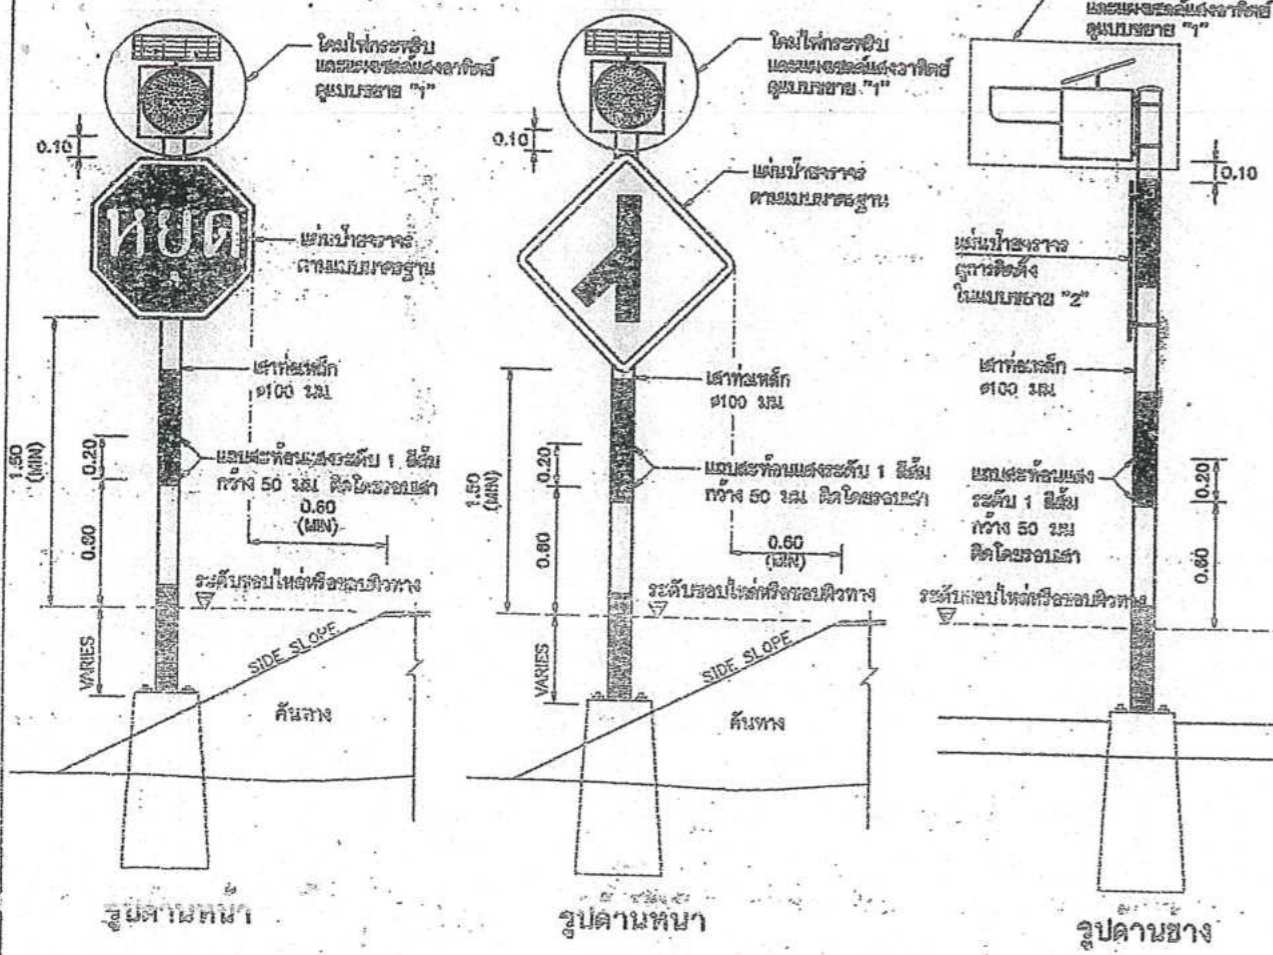 โคมไฟกระพริบ
และแผงเซลล์แสงอาทิตย์
ดูแบบขยาย "1"
0.10
หยุด
แผ่นป้ายจราจร
ตามแบบมาตรฐาน
เสาท่อเหล็ก
ø100 มม.
1.50
(MIN)
0.20
0.60
แถบสะท้อนแสงระดับ 1 สีส้ม
กว้าง 50 มม. ติดโดยรอบเสา
0.60
(MIN)
ระดับขอบไหล่หรือขอบผิวทาง
VARIES
SIDE SLOPE
คันทาง
รูปด้านหน้า
โคมไฟกระพริบ
และแผงเซลล์แสงอาทิตย์
ดูแบบขยาย "1"
0.10
แผ่นป้ายจราจร
ตามแบบมาตรฐาน
เสาท่อเหล็ก
ø100 มม.
1.50
(MIN)
0.20
0.60
แถบสะท้อนแสงระดับ 1 สีส้ม
กว้าง 50 มม. ติดโดยรอบเสา
0.60
(MIN)
ระดับขอบไหล่หรือขอบผิวทาง
VARIES
SIDE SLOPE
คันทาง
รูปด้านหน้า
และแผงเซลล์แสงอาทิตย์
ดูแบบขยาย "1"
0.10
แผ่นป้ายจราจร
ดูการติดตั้ง
ในแบบขยาย "2"
เสาท่อเหล็ก
ø100 มม.
แถบสะท้อนแสง
ระดับ 1 สีส้ม
กว้าง 50 มม.
ติดโดยรอบเสา
0.20
0.60
ระดับขอบไหล่หรือขอบผิวทาง
รูปด้านข้าง